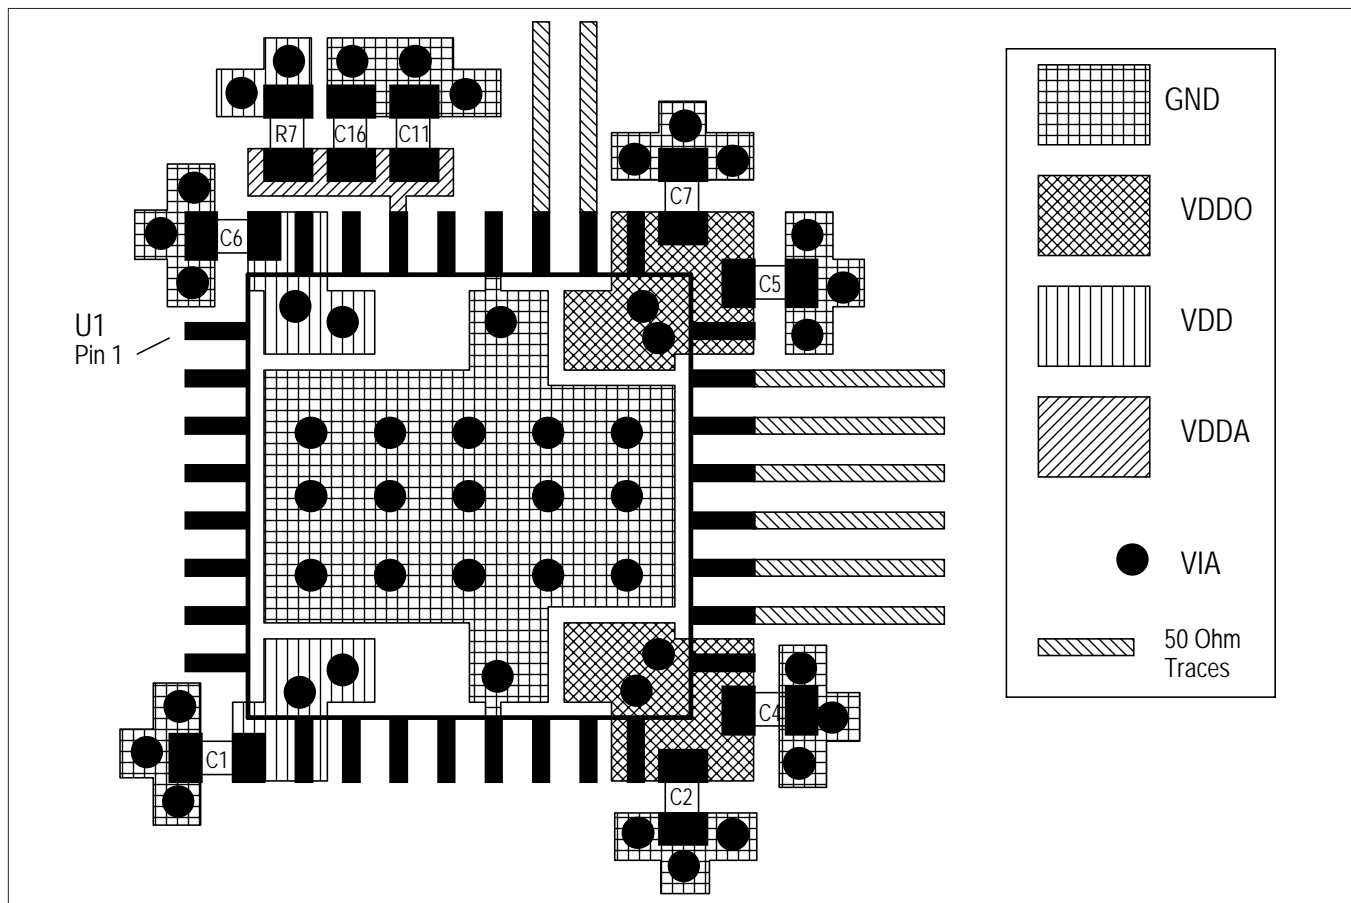 R7
C16
C11
C7
C6
C5
U1
Pin 1
C4
C1
C2
GND
VDDO
VDD
VDDA
VIA
50 Ohm
Traces